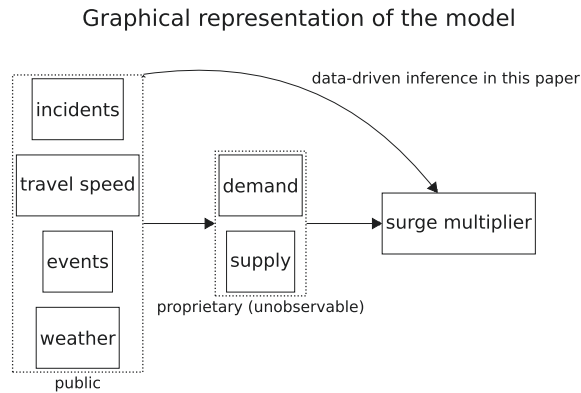 Graphical representation of the model
data-driven inference in this paper
incidents
travel speed
events
weather
public
demand
supply
proprietary (unobservable)
surge multiplier